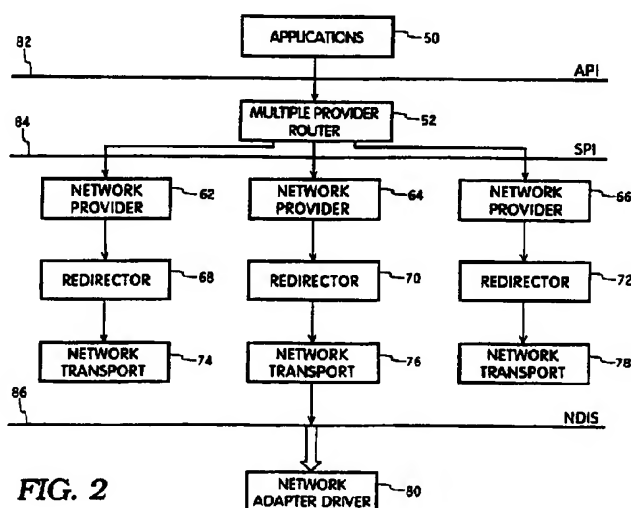 APPLICATIONS
50
82
API
MULTIPLE PROVIDER
ROUTER
52
84
SPI
NETWORK
PROVIDER
62
NETWORK
PROVIDER
64
NETWORK
PROVIDER
66
REDIRECTOR
68
REDIRECTOR
70
REDIRECTOR
72
NETWORK
TRANSPORT
74
NETWORK
TRANSPORT
76
NETWORK
TRANSPORT
78
86
NDIS
NETWORK
ADAPTER DRIVER
80
FIG. 2